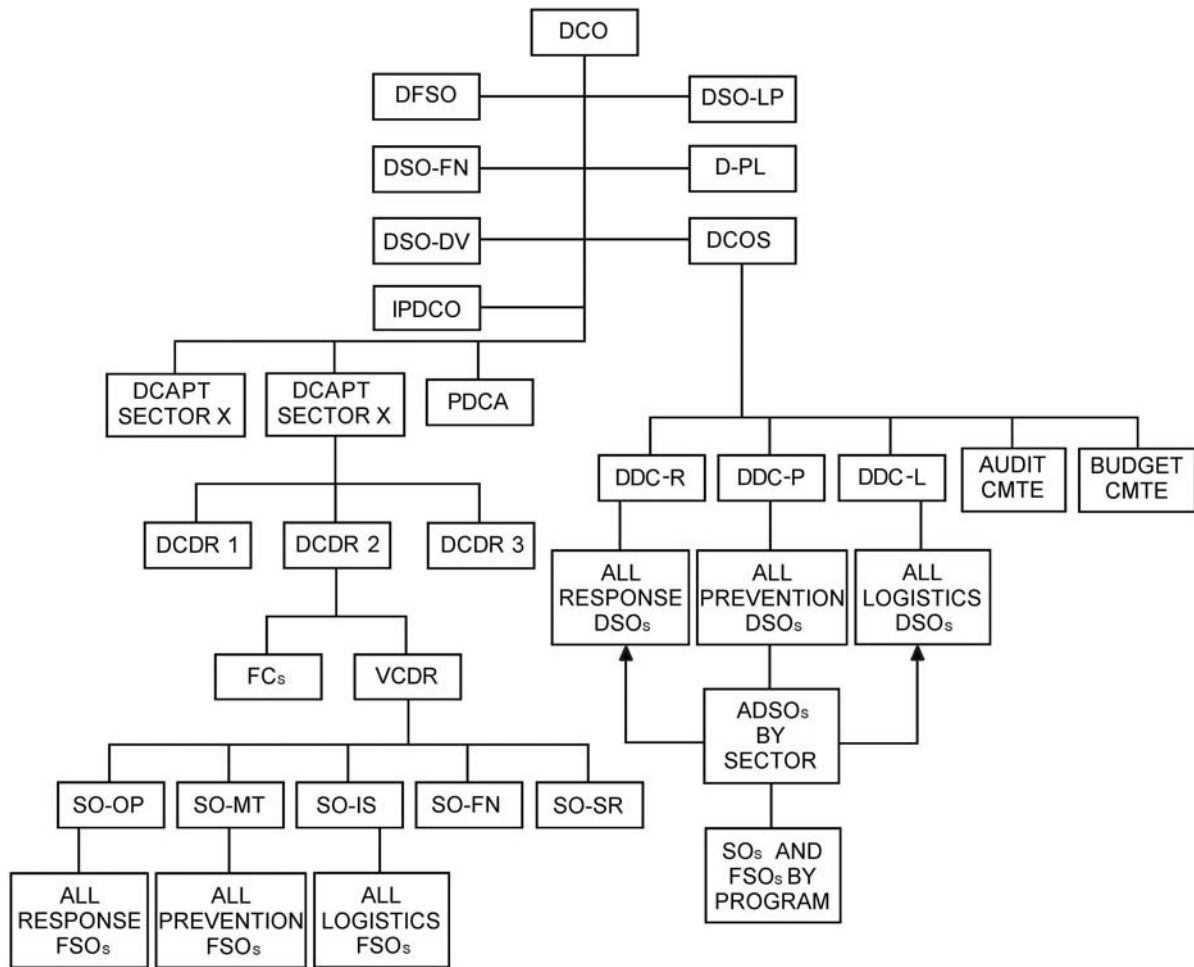 DCO
DFSO
DSO-LP
DSO-FN
D-PL
DSO-DV
DCOS
IPDCO
DCAPT
SECTOR X
DCAPT
SECTOR X
PDCA
DDC-R
DDC-P
DDC-L
AUDIT
CMTE
BUDGET
CMTE
DCDR 1
DCDR 2
DCDR 3
ALL
RESPONSE
DSOs
ALL
PREVENTION
DSOs
ALL
LOGISTICS
DSOs
FCs
VCDR
ADSOs
BY
SECTOR
SO-OP
SO-MT
SO-IS
SO-FN
SO-SR
SOs AND
FSOs BY
PROGRAM
ALL
RESPONSE
FSOs
ALL
PREVENTION
FSOs
ALL
LOGISTICS
FSOs